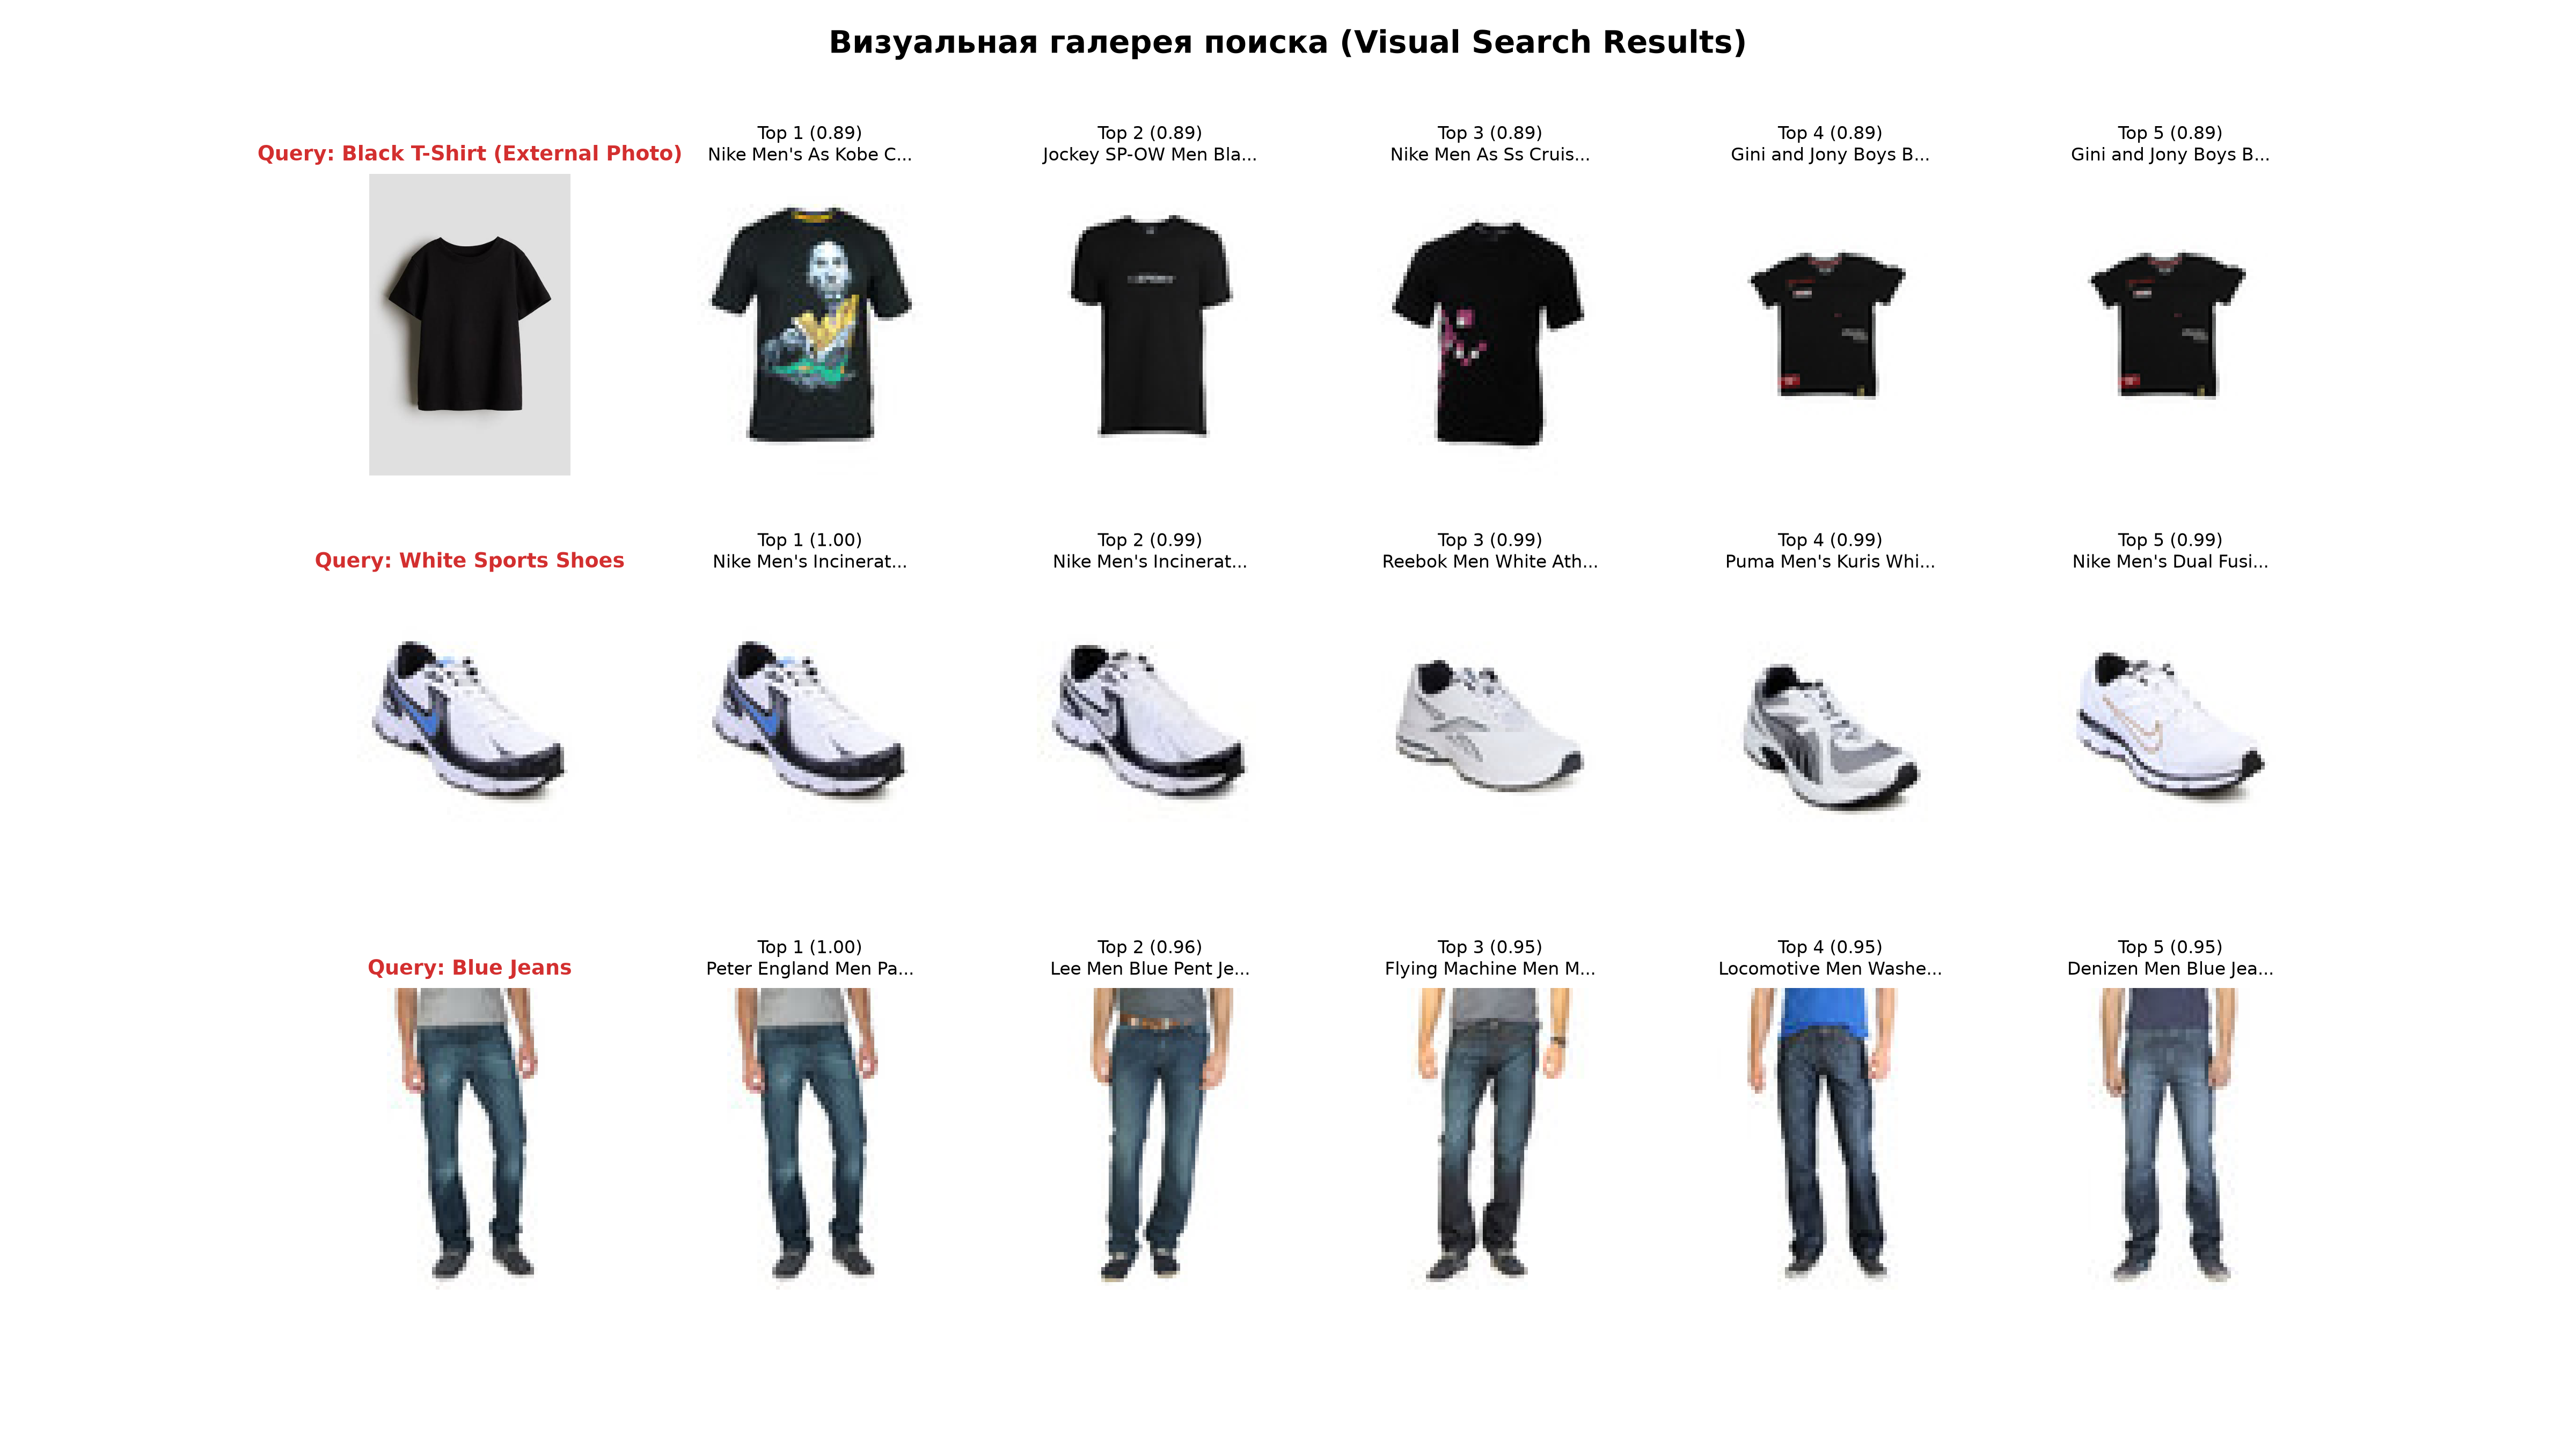 Визуальная галерея поиска (Visual Search Results)
Query: Black T-Shirt (External Photo)
Top 1 (0.89)
Nike Men's As Kobe C...
Top 2 (0.89)
Jockey SP-OW Men Bla...
Top 3 (0.89)
Nike Men As Ss Cruis...
Top 4 (0.89)
Gini and Jony Boys B...
Top 5 (0.89)
Gini and Jony Boys B...
Query: White Sports Shoes
Top 1 (1.00)
Nike Men's Incinerat...
Top 2 (0.99)
Nike Men's Incinerat...
Top 3 (0.99)
Reebok Men White Ath...
Top 4 (0.99)
Puma Men's Kuris Whi...
Top 5 (0.99)
Nike Men's Dual Fusi...
Query: Blue Jeans
Top 1 (1.00)
Peter England Men Pa...
Top 2 (0.96)
Lee Men Blue Pent Je...
Top 3 (0.95)
Flying Machine Men M...
Top 4 (0.95)
Locomotive Men Washe...
Top 5 (0.95)
Denizen Men Blue Jea...